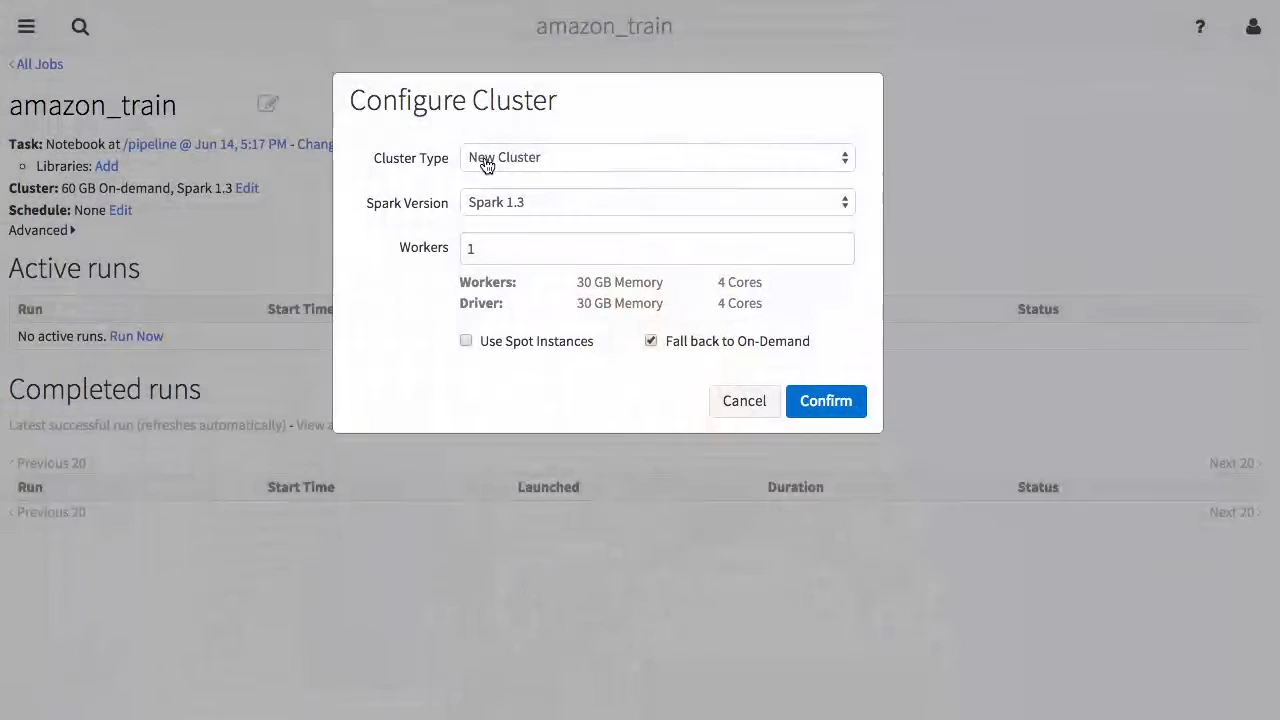 amazon_train
?
‹ All Jobs
amazon_train
Task: Notebook at /pipeline @ Jun 14, 5:17 PM - Chang
Libraries: Add
Cluster: 60 GB On-demand, Spark 1.3 Edit
Schedule: None Edit
Advanced
Active runs
Run Start Time Status
No active runs. Run Now
Completed runs
Latest successful run (refreshes automatically) - View a
‹ Previous 20 Next 20 ›
Run Start Time Launched Duration Status
‹ Previous 20 Next 20 ›
Configure Cluster
Cluster Type New Cluster
Spark Version Spark 1.3
Workers 1
Workers: 30 GB Memory 4 Cores
Driver: 30 GB Memory 4 Cores
Use Spot Instances Fall back to On-Demand
Cancel Confirm